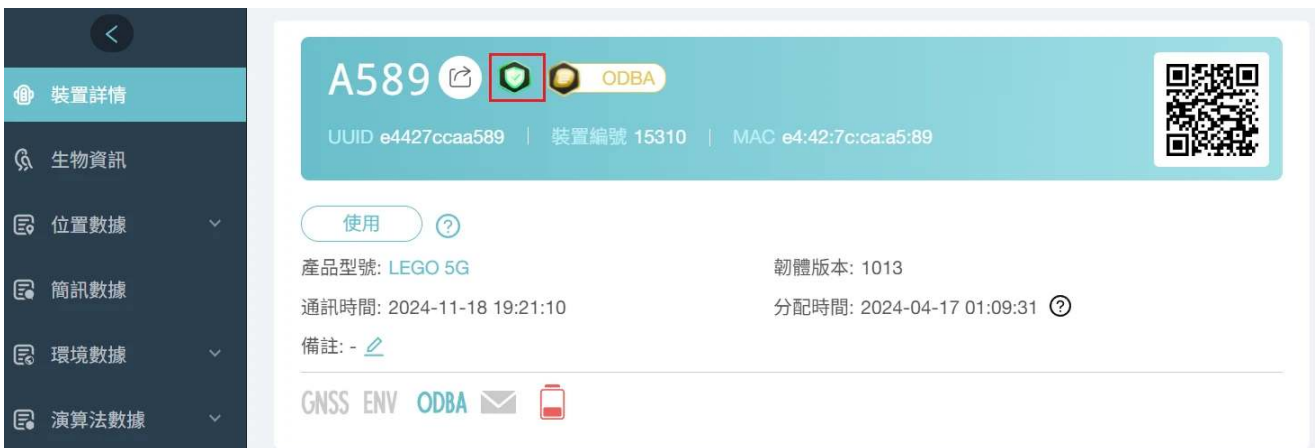 裝置詳情
生物資訊
位置數據
簡訊數據
環境數據
演算法數據
A589 ODBA
UUID e4427ccaa589 | 裝置編號 15310 | MAC e4:42:7c:ca:a5:89
使用 ?
產品型號: LEGO 5G 韌體版本: 1013
通訊時間: 2024-11-18 19:21:10 分配時間: 2024-04-17 01:09:31 ?
備註: -
GNSS ENV ODBA